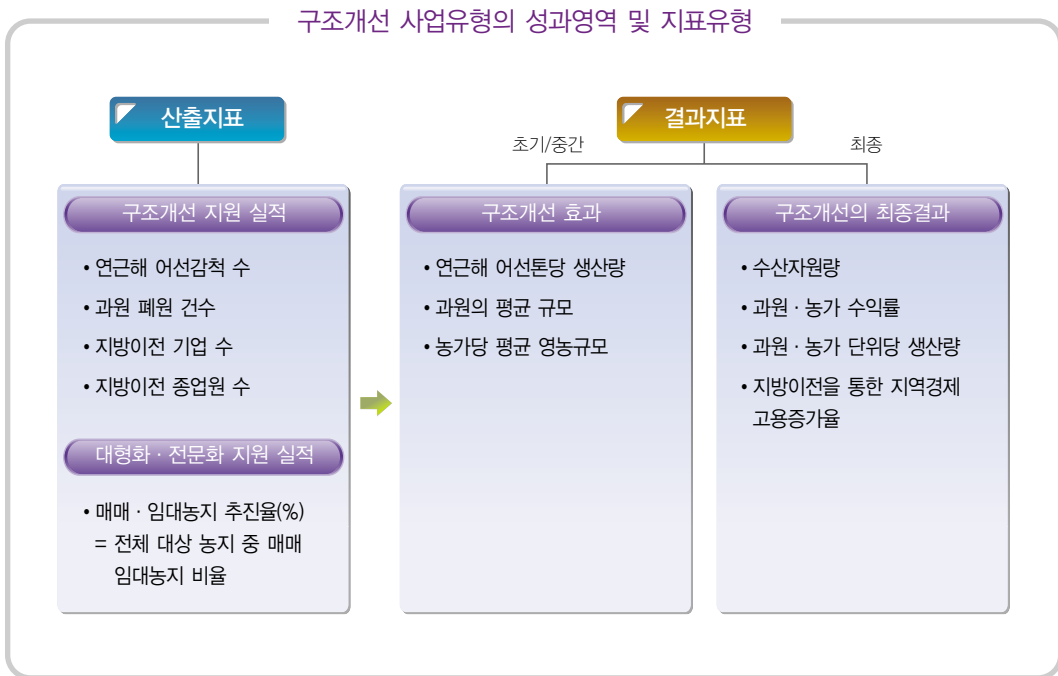 구조개선 사업유형의 성과영역 및 지표유형
산출지표
결과지표
초기/중간
최종
구조개선 지원 실적
• 연근해 어선감척 수
• 과원 폐원 건수
• 지방이전 기업 수
• 지방이전 종업원 수
대형화 · 전문화 지원 실적
• 매매 · 임대농지 추진율(%)
= 전체 대상 농지 중 매매
임대농지 비율
구조개선 효과
• 연근해 어선톤당 생산량
• 과원의 평균 규모
• 농가당 평균 영농규모
구조개선의 최종결과
• 수산자원량
• 과원 · 농가 수익률
• 과원 · 농가 단위당 생산량
• 지방이전을 통한 지역경제
고용증가율